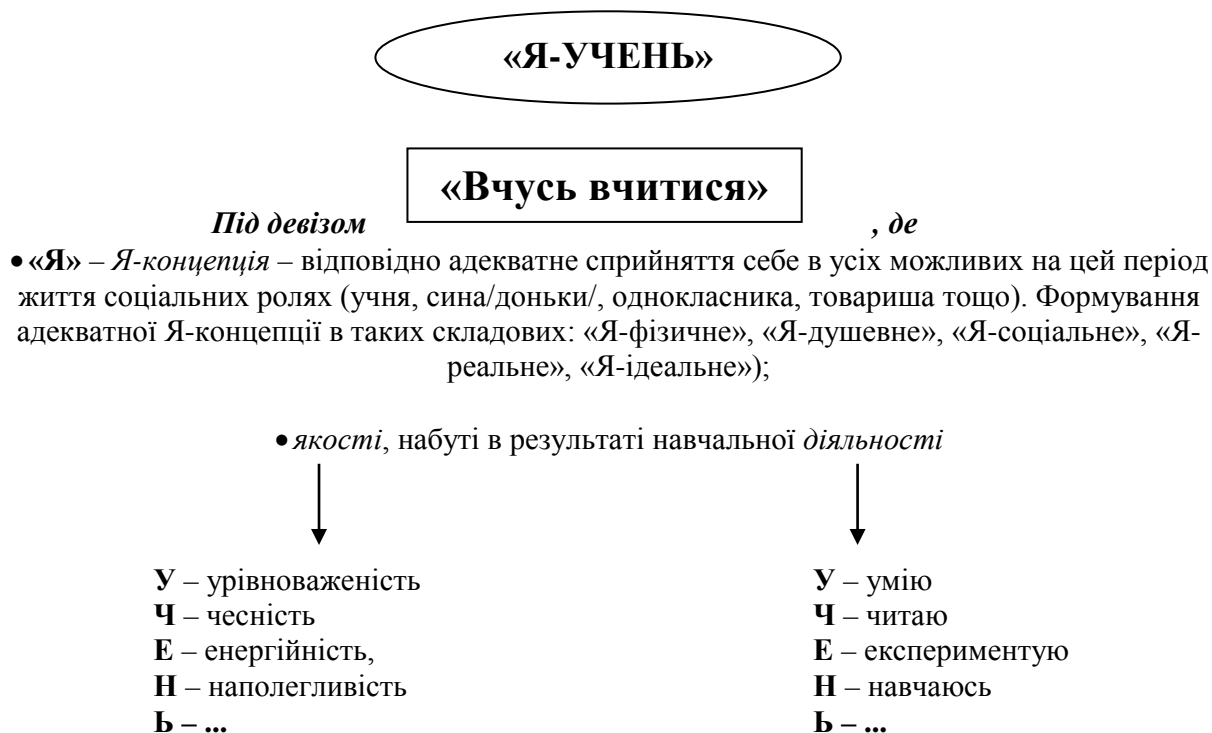 «Я-УЧЕНЬ»
«Вчусь вчитися»
Під девізом , де
• «Я» – Я-концепція – відповідно адекватне сприйняття себе в усіх можливих на цей період
життя соціальних ролях (учня, сина/доньки/, однокласника, товариша тощо). Формування
адекватної Я-концепції в таких складових: «Я-фізичне», «Я-душевне», «Я-соціальне», «Я-
реальне», «Я-ідеальне»);
• якості, набуті в результаті навчальної діяльності
У – урівноваженість
Ч – чесність
Е – енергійність,
Н – наполегливість
Ь – ...
У – умію
Ч – читаю
Е – експериментую
Н – навчаюсь
Ь – ...